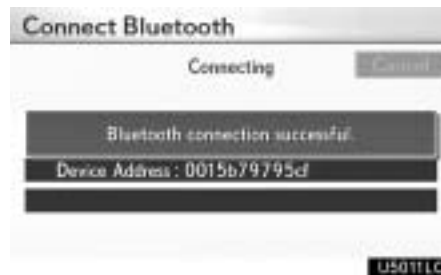 Connect Bluetooth
Connecting
Cancel
Bluetooth connection successful.
Device Address : 0015b79795cf
U5011LC